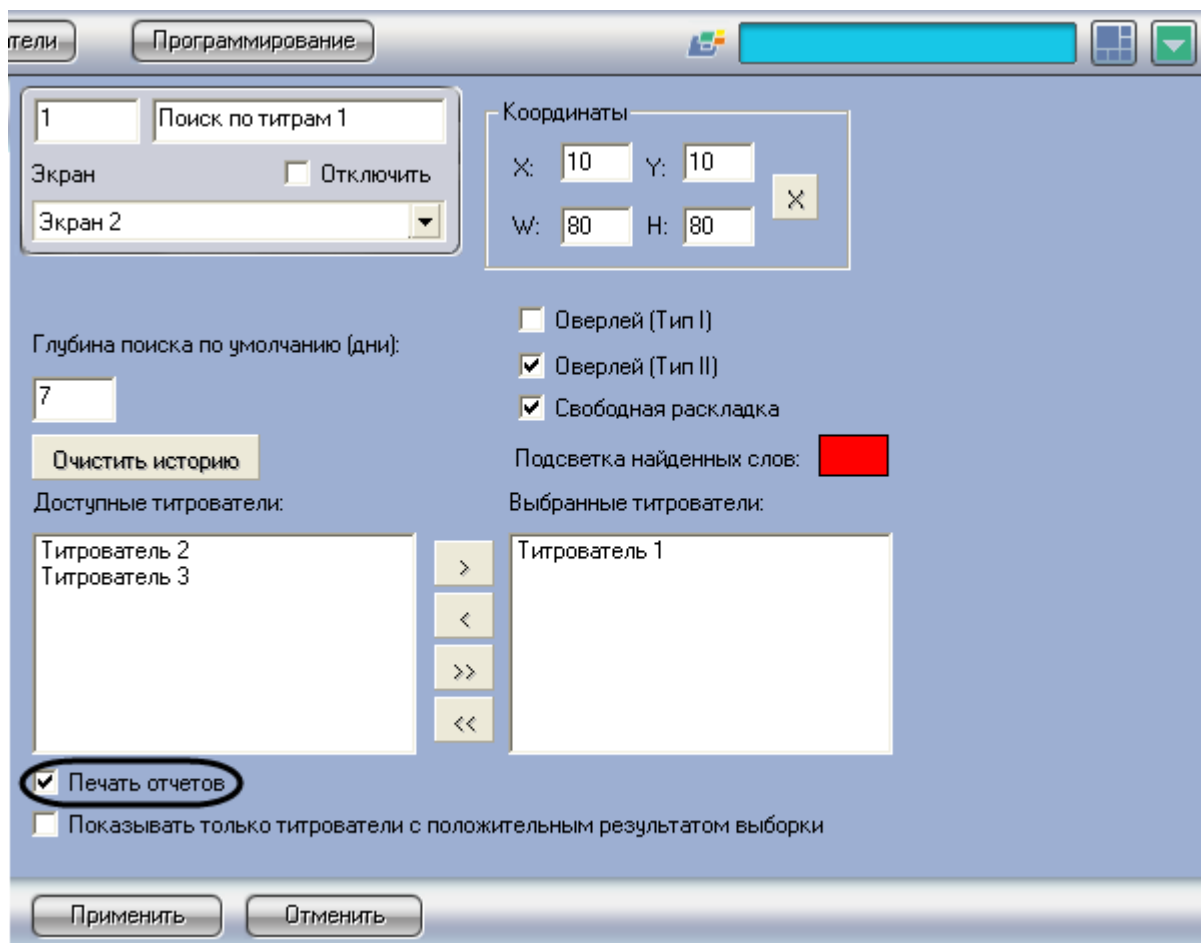 атели
Программирование
1
Поиск по титрам 1
Экран
Отключить
Экран 2
Координаты
X: 10 Y: 10
X
W: 80 H: 80
Глубина поиска по умолчанию (дни):
7
Очистить историю
Оверлей (Тип I)
Оверлей (Тип II)
Свободная раскладка
Подсветка найденных слов:
Доступные титрователи:
Титрователь 2
Титрователь 3
>
<
>>
<<
Выбранные титрователи:
Титрователь 1
Печать отчетов
Показывать только титрователи с положительным результатом выборки
Применить
Отменить